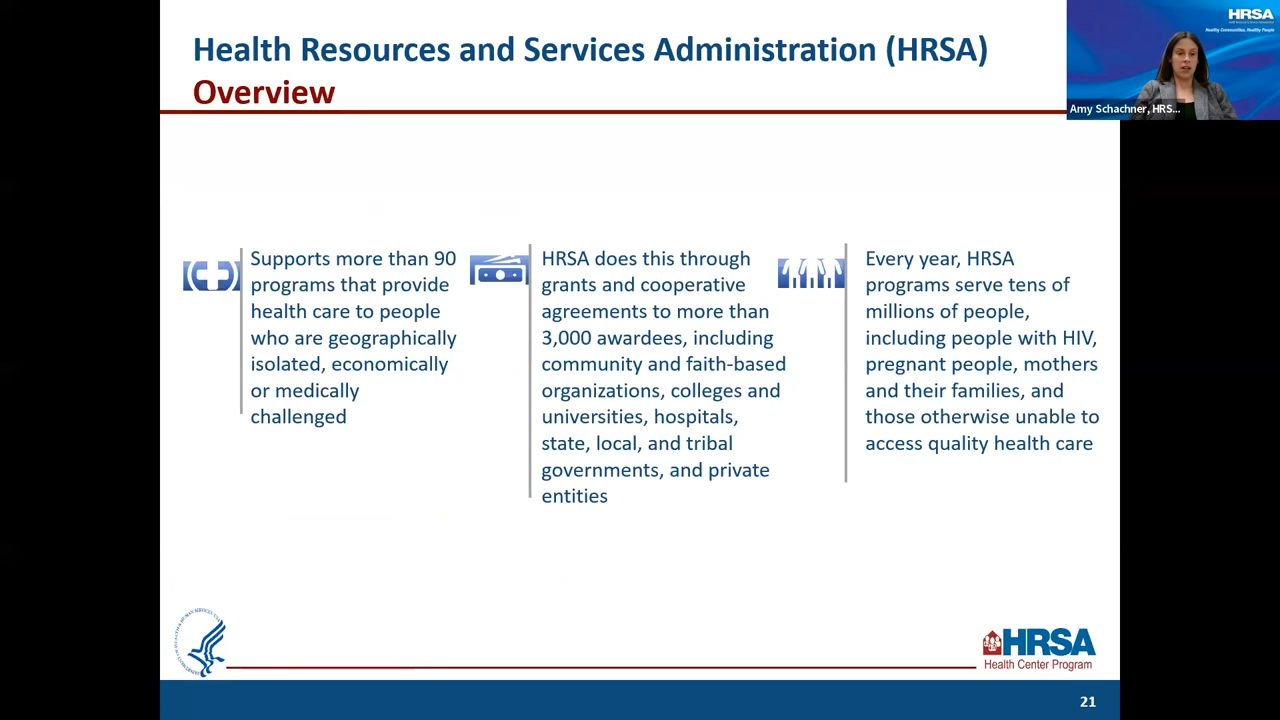 Health Resources and Services Administration (HRSA)
Overview
HRSA
Healthy Communities, Healthy People
Amy Schachner, HRS...
Supports more than 90
programs that provide
health care to people
who are geographically
isolated, economically
or medically
challenged
HRSA does this through
grants and cooperative
agreements to more than
3,000 awardees, including
community and faith-based
organizations, colleges and
universities, hospitals,
state, local, and tribal
governments, and private
entities
Every year, HRSA
programs serve tens of
millions of people,
including people with HIV,
pregnant people, mothers
and their families, and
those otherwise unable to
access quality health care
HRSA
Health Center Program
21